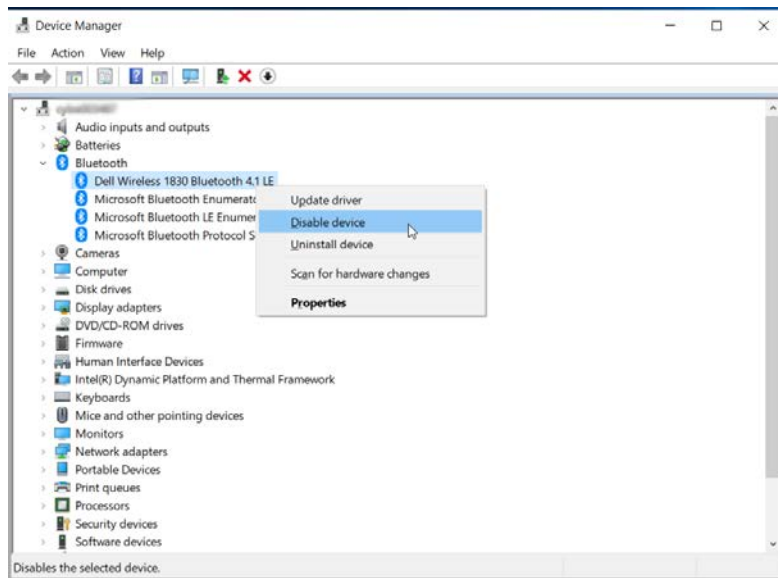 Device Manager
File Action View Help
Audio inputs and outputs
Batteries
Bluetooth
Dell Wireless 1830 Bluetooth 4.1 LE
Microsoft Bluetooth Enumerato
Microsoft Bluetooth LE Enumer
Microsoft Bluetooth Protocol S
Update driver
Disable device
Uninstall device
Scan for hardware changes
Properties
Cameras
Computer
Disk drives
Display adapters
DVD/CD-ROM drives
Firmware
Human Interface Devices
Intel(R) Dynamic Platform and Thermal Framework
Keyboards
Mice and other pointing devices
Monitors
Network adapters
Portable Devices
Print queues
Processors
Security devices
Software devices
Disables the selected device.